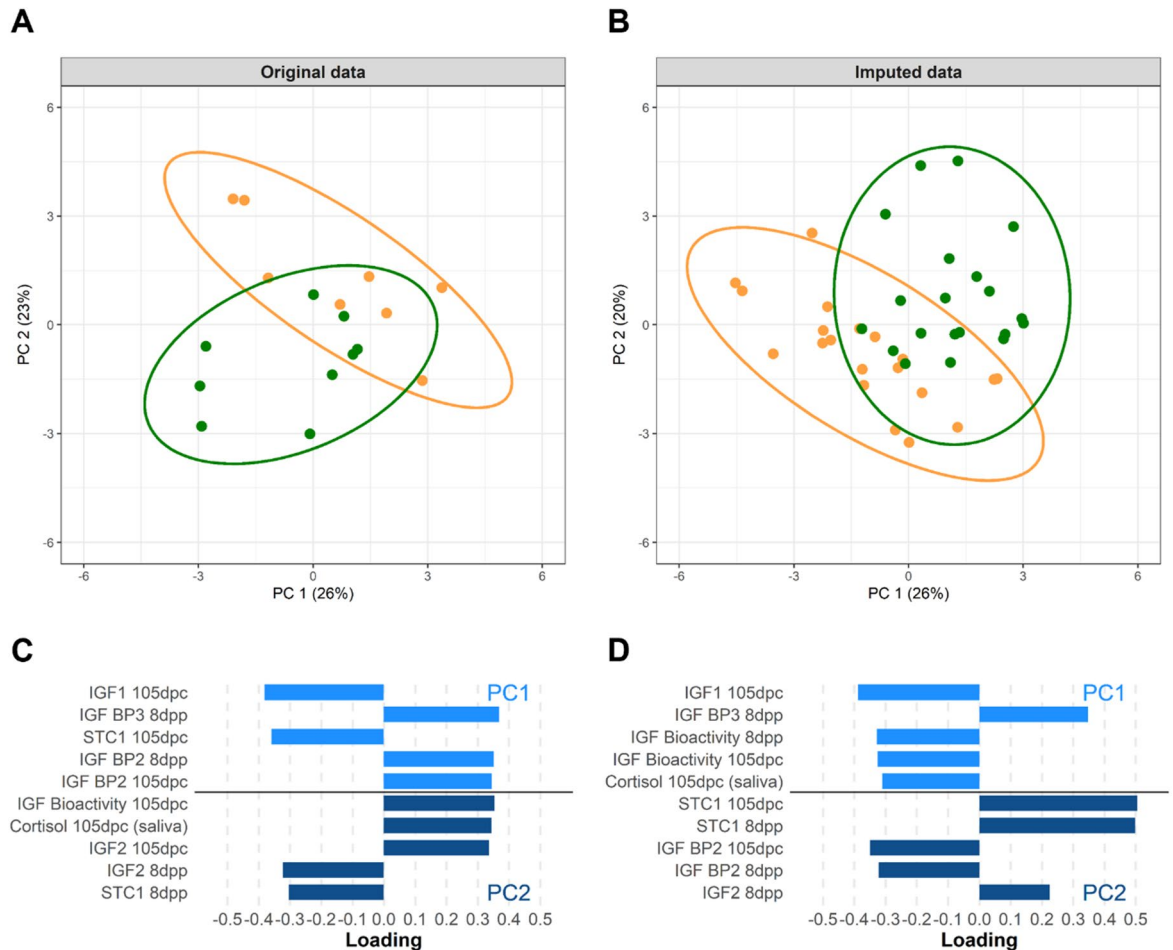 A
B
Original data
Imputed data
6
3
0
-3
-6
PC 2 (23%)
-6
-3
0
3
6
PC 1 (26%)
6
3
0
-3
-6
PC 2 (20%)
-6
-3
0
3
6
PC 1 (26%)
C
IGF1 105dpc
IGF BP3 8dpp
STC1 105dpc
IGF BP2 8dpp
IGF BP2 105dpc
IGF Bioactivity 105dpc
Cortisol 105dpc (saliva)
IGF2 105dpc
IGF2 8dpp
STC1 8dpp
PC1
PC2
-0.5 -0.4 -0.3 -0.2 -0.1 0.0 0.1 0.2 0.3 0.4 0.5
Loading
D
IGF1 105dpc
IGF BP3 8dpp
IGF Bioactivity 8dpp
IGF Bioactivity 105dpc
Cortisol 105dpc (saliva)
STC1 105dpc
STC1 8dpp
IGF BP2 105dpc
IGF BP2 8dpp
IGF2 8dpp
PC1
PC2
-0.5 -0.4 -0.3 -0.2 -0.1 0.0 0.1 0.2 0.3 0.4 0.5
Loading